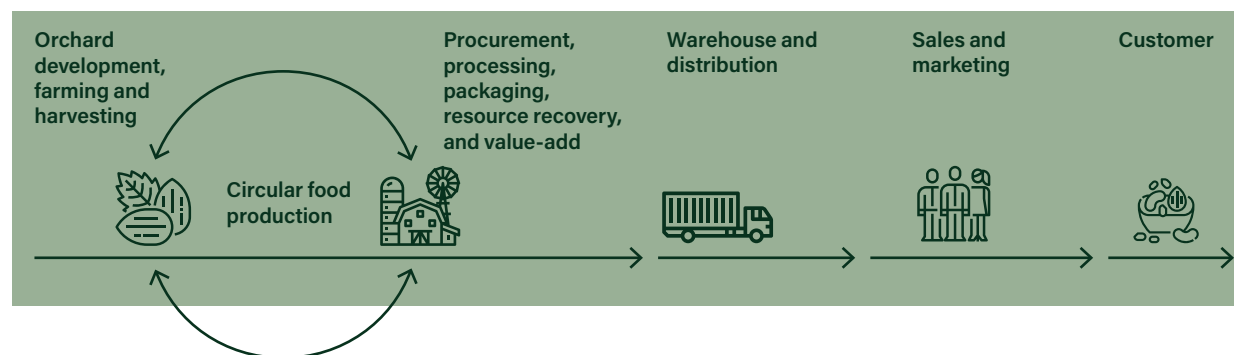 Orchard
development,
farming and
harvesting
Procurement,
processing,
packaging,
resource recovery,
and value-add
Warehouse and
distribution
Sales and
marketing
Customer
Circular food
production